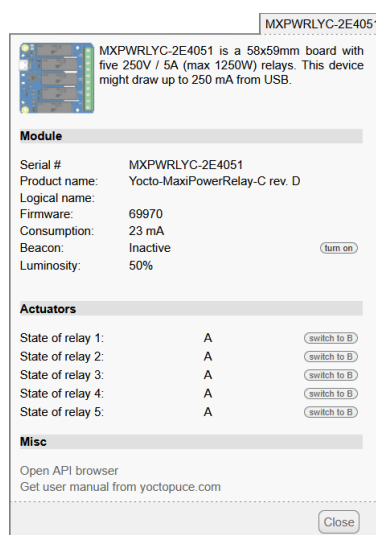 MXPWRLYC-2E4051
MXPWRLYC-2E4051 is a 58x59mm board with
five 250V / 5A (max 1250W) relays. This device
might draw up to 250 mA from USB.
Module
Serial # MXPWRLYC-2E4051
Product name: Yocto-MaxiPowerRelay-C rev. D
Logical name:
Firmware: 69970
Consumption: 23 mA
Beacon: Inactive turn on
Luminosity: 50%
Actuators
State of relay 1: A switch to B
State of relay 2: A switch to B
State of relay 3: A switch to B
State of relay 4: A switch to B
State of relay 5: A switch to B
Misc
Open API browser
Get user manual from yoctopuce.com
Close